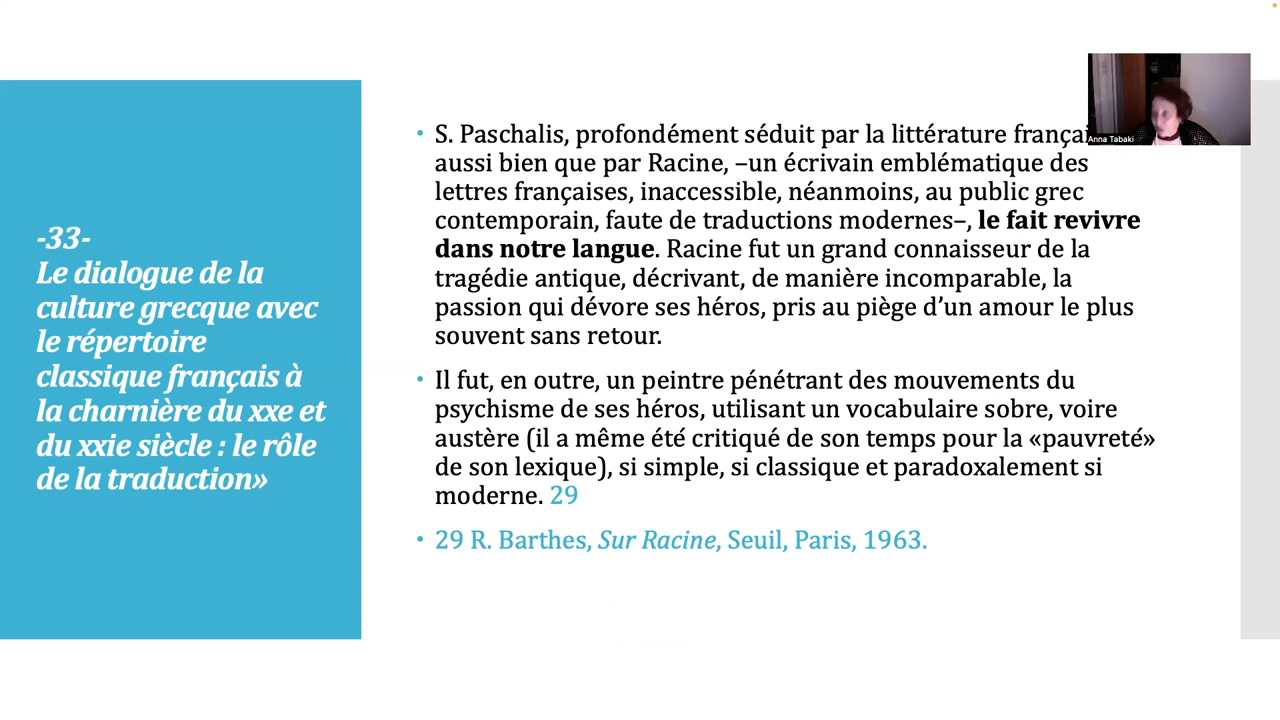 -33-
Le dialogue de la
culture grecque avec
le répertoire
classique français à
la charnière du xxe et
du xxie siècle : le rôle
de la traduction»
• S. Paschalis, profondément séduit par la littérature françai
aussi bien que par Racine, –un écrivain emblématique des
lettres françaises, inaccessible, néanmoins, au public grec
contemporain, faute de traductions modernes–, le fait revivre
dans notre langue. Racine fut un grand connaisseur de la
tragédie antique, décrivant, de manière incomparable, la
passion qui dévore ses héros, pris au piège d’un amour le plus
souvent sans retour.
• Il fut, en outre, un peintre pénétrant des mouvements du
psychisme de ses héros, utilisant un vocabulaire sobre, voire
austère (il a même été critiqué de son temps pour la «pauvreté»
de son lexique), si simple, si classique et paradoxalement si
moderne. 29
• 29 R. Barthes, Sur Racine, Seuil, Paris, 1963.
Anna Tabaki